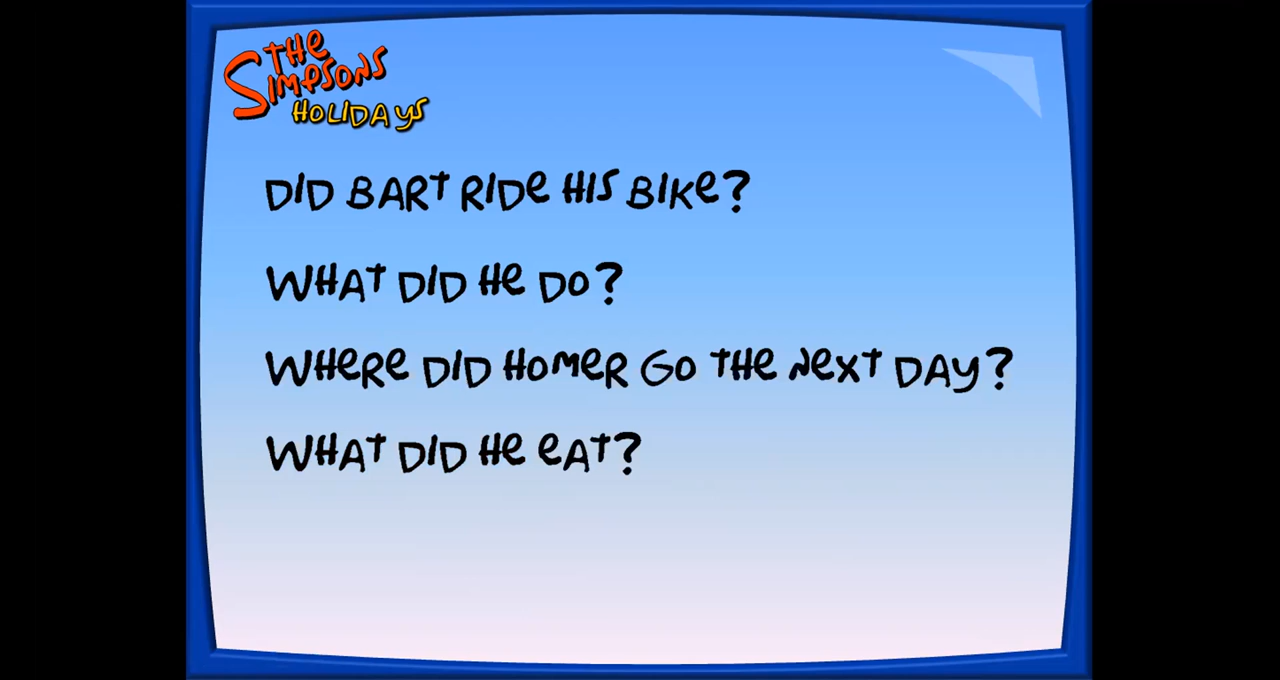 THE
SIMPSONS
HOLIDAYS
DID BART RIDE HIS BIKE?
WHAT DID HE DO?
WHERE DID HOMER GO THE NEXT DAY?
WHAT DID HE EAT?